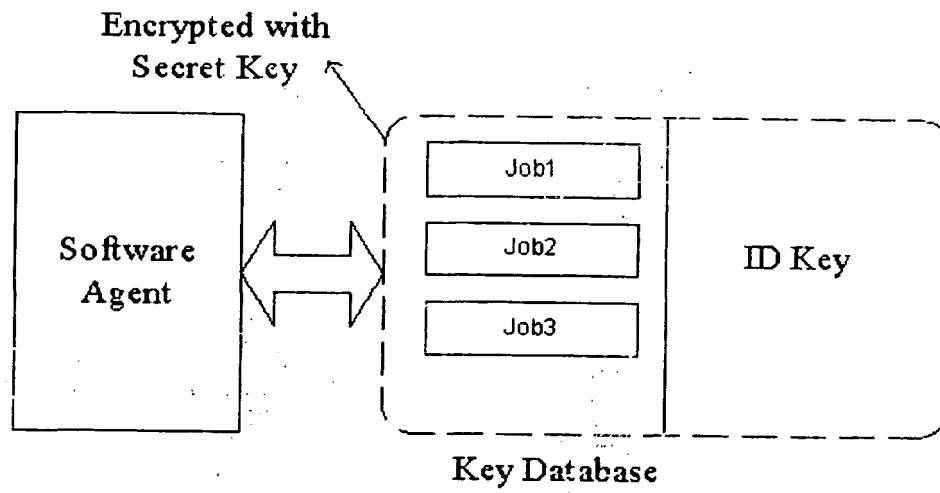 Encrypted with
Secret Key
Software
Agent
Job1
Job2
Job3
ID Key
Key Database